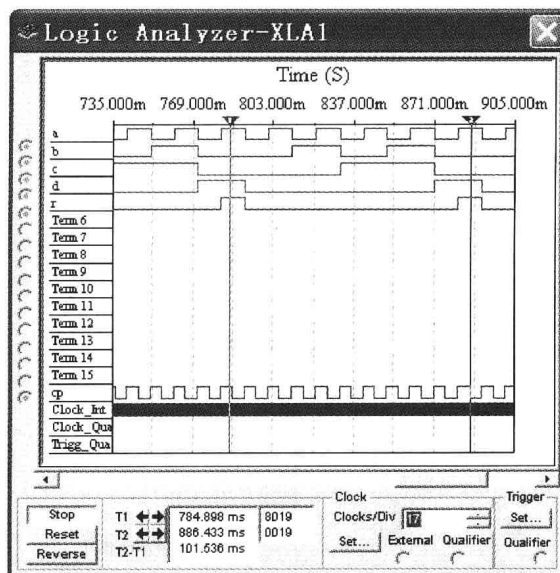 Logic Analyzer-XLA1
Time (S)
735.000m 769.000m 803.000m 837.000m 871.000m 905.000m
1 2
a
b
c
d
r
Term 6
Term 7
Term 8
Term 9
Term 10
Term 11
Term 12
Term 13
Term 14
Term 15
cp
Clock_Int
Clock_Qua
Trigg_Qua
Stop
Reset
Reverse
T1 784.898 ms 8019
T2 886.433 ms 0019
T2-T1 101.536 ms
Clock
Clocks/Div 17
Set... External Qualifier
Trigger
Set...
Qualifier